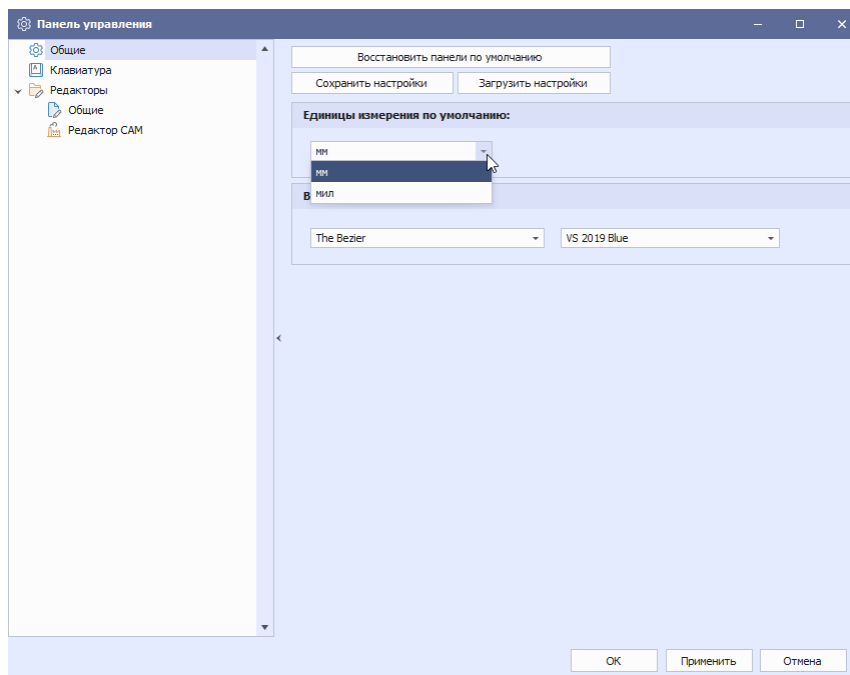 Панель управления
Общие
Клавиатура
Редакторы
Общие
Редактор CAM
Восстановить панели по умолчанию
Сохранить настройки Загрузить настройки
Единицы измерения по умолчанию:
мм
мм
мил
The Bezier VS 2019 Blue
OK Применить Отмена